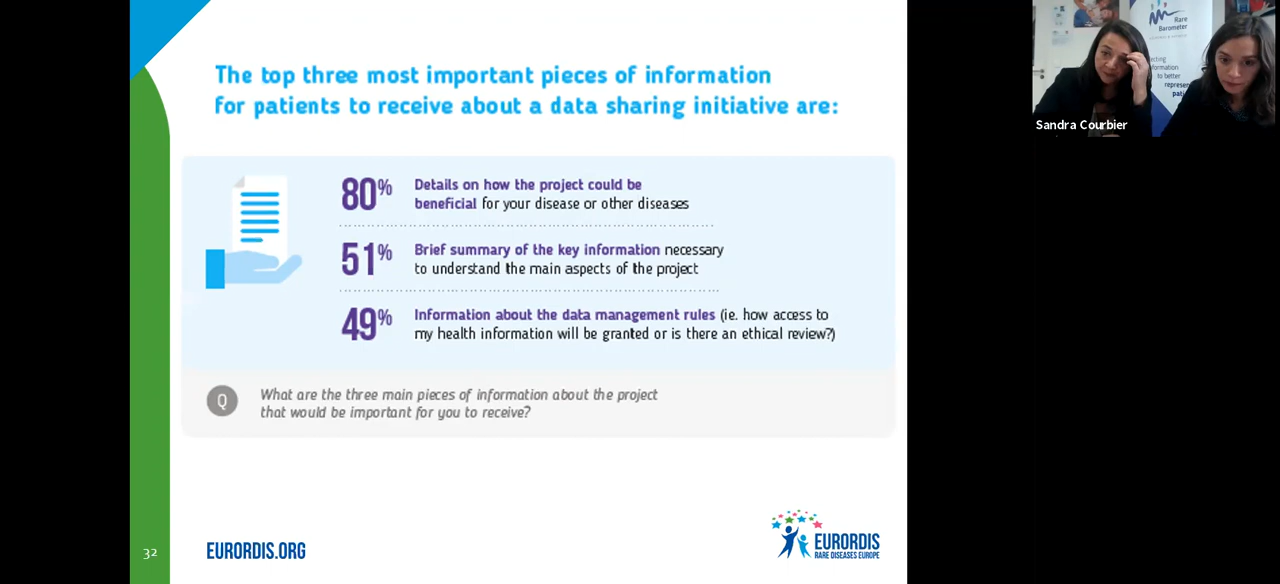 The top three most important pieces of information
for patients to receive about a data sharing initiative are:
80% Details on how the project could be
beneficial for your disease or other diseases
51% Brief summary of the key information necessary
to understand the main aspects of the project
49% Information about the data management rules (ie. how access to
my health information will be granted or is there an ethical review?)
Q What are the three main pieces of information about the project
that would be important for you to receive?
32
EURORDIS.ORG
EURORDIS
RARE DISEASES EUROPE
Rare
Barometer
to better
Sandra Courbier